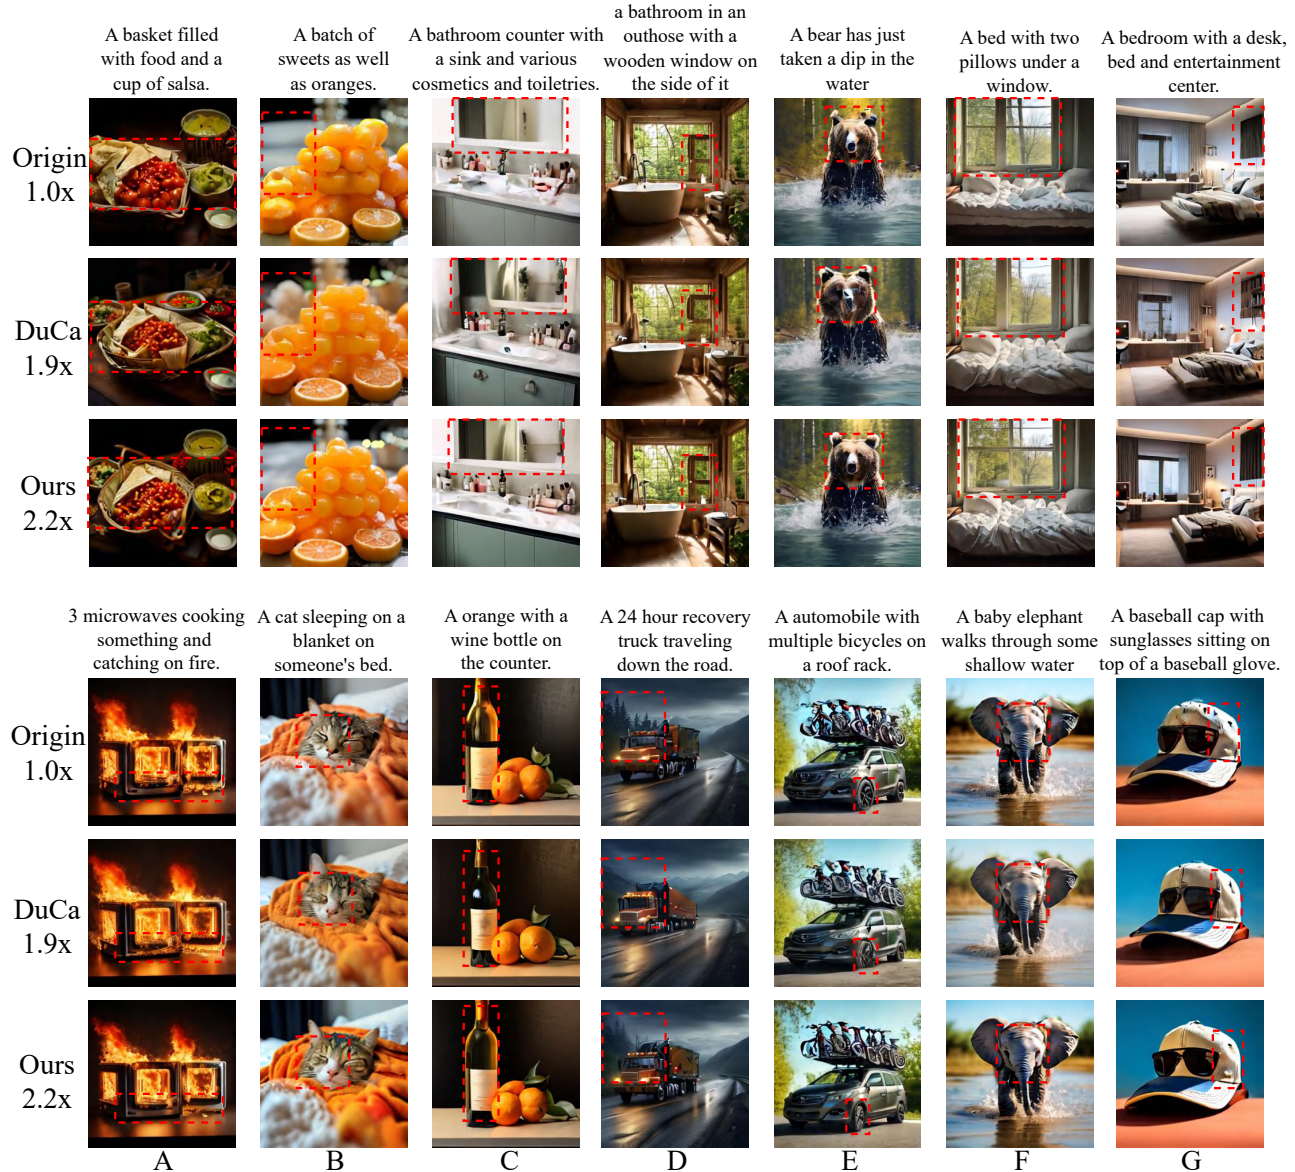 A basket filled
with food and a
cup of salsa.
A batch of
sweets as well
as oranges.
A bathroom counter with
a sink and various
cosmetics and toiletries.
a bathroom in an
outhose with a
wooden window on
the side of it
A bear has just
taken a dip in the
water
A bed with two
pillows under a
window.
A bedroom with a desk,
bed and entertainment
center.
Origin
1.0x
DuCa
1.9x
Ours
2.2x
3 microwaves cooking
something and
catching on fire.
A cat sleeping on a
blanket on
someone's bed.
A orange with a
wine bottle on
the counter.
A 24 hour recovery
truck traveling
down the road.
A automobile with
multiple bicycles on
a roof rack.
A baby elephant
walks through some
shallow water
A baseball cap with
sunglasses sitting on
top of a baseball glove.
Origin
1.0x
DuCa
1.9x
Ours
2.2x
A B C D E F G